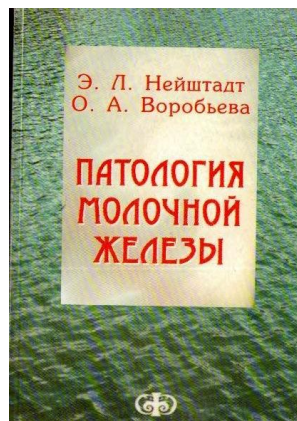 Э. Л. Нейштадт
О. А. Воробьева
ПАТОЛОГИЯ
МОЛОЧНОЙ
ЖЕЛЕЗЫ